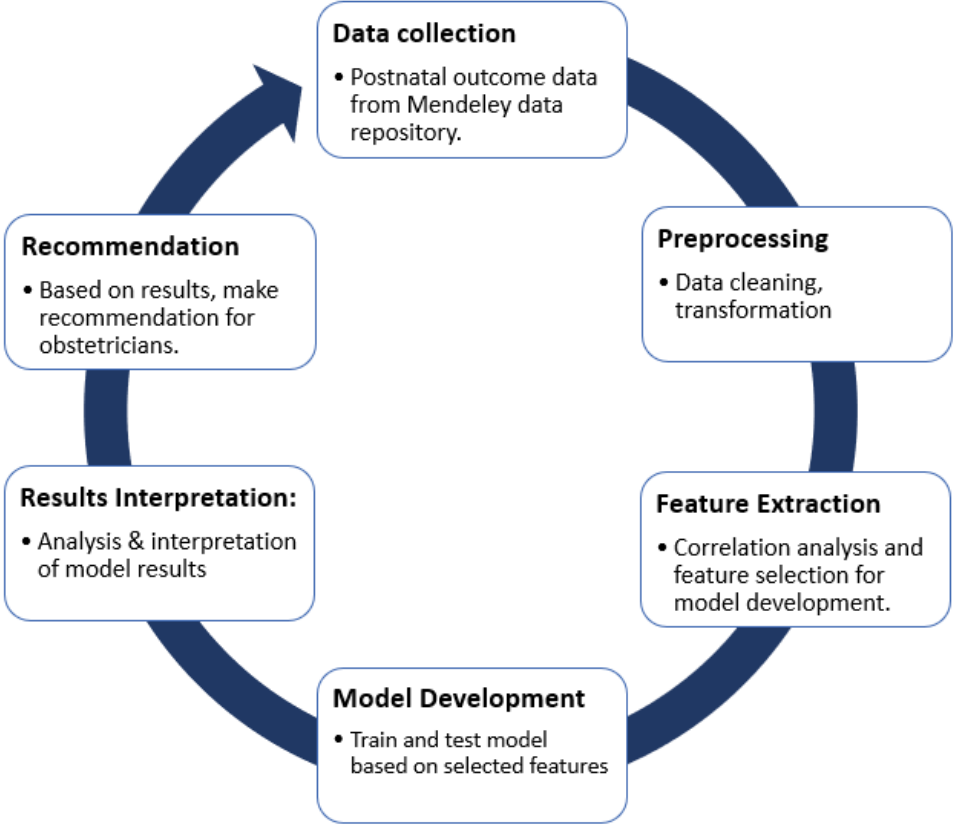 Data collection
• Postnatal outcome data
from Mendeley data
repository.
Preprocessing
• Data cleaning,
transformation
Feature Extraction
• Correlation analysis and
feature selection for
model development.
Model Development
• Train and test model
based on selected features
Results Interpretation:
• Analysis & interpretation
of model results
Recommendation
• Based on results, make
recommendation for
obstetricians.